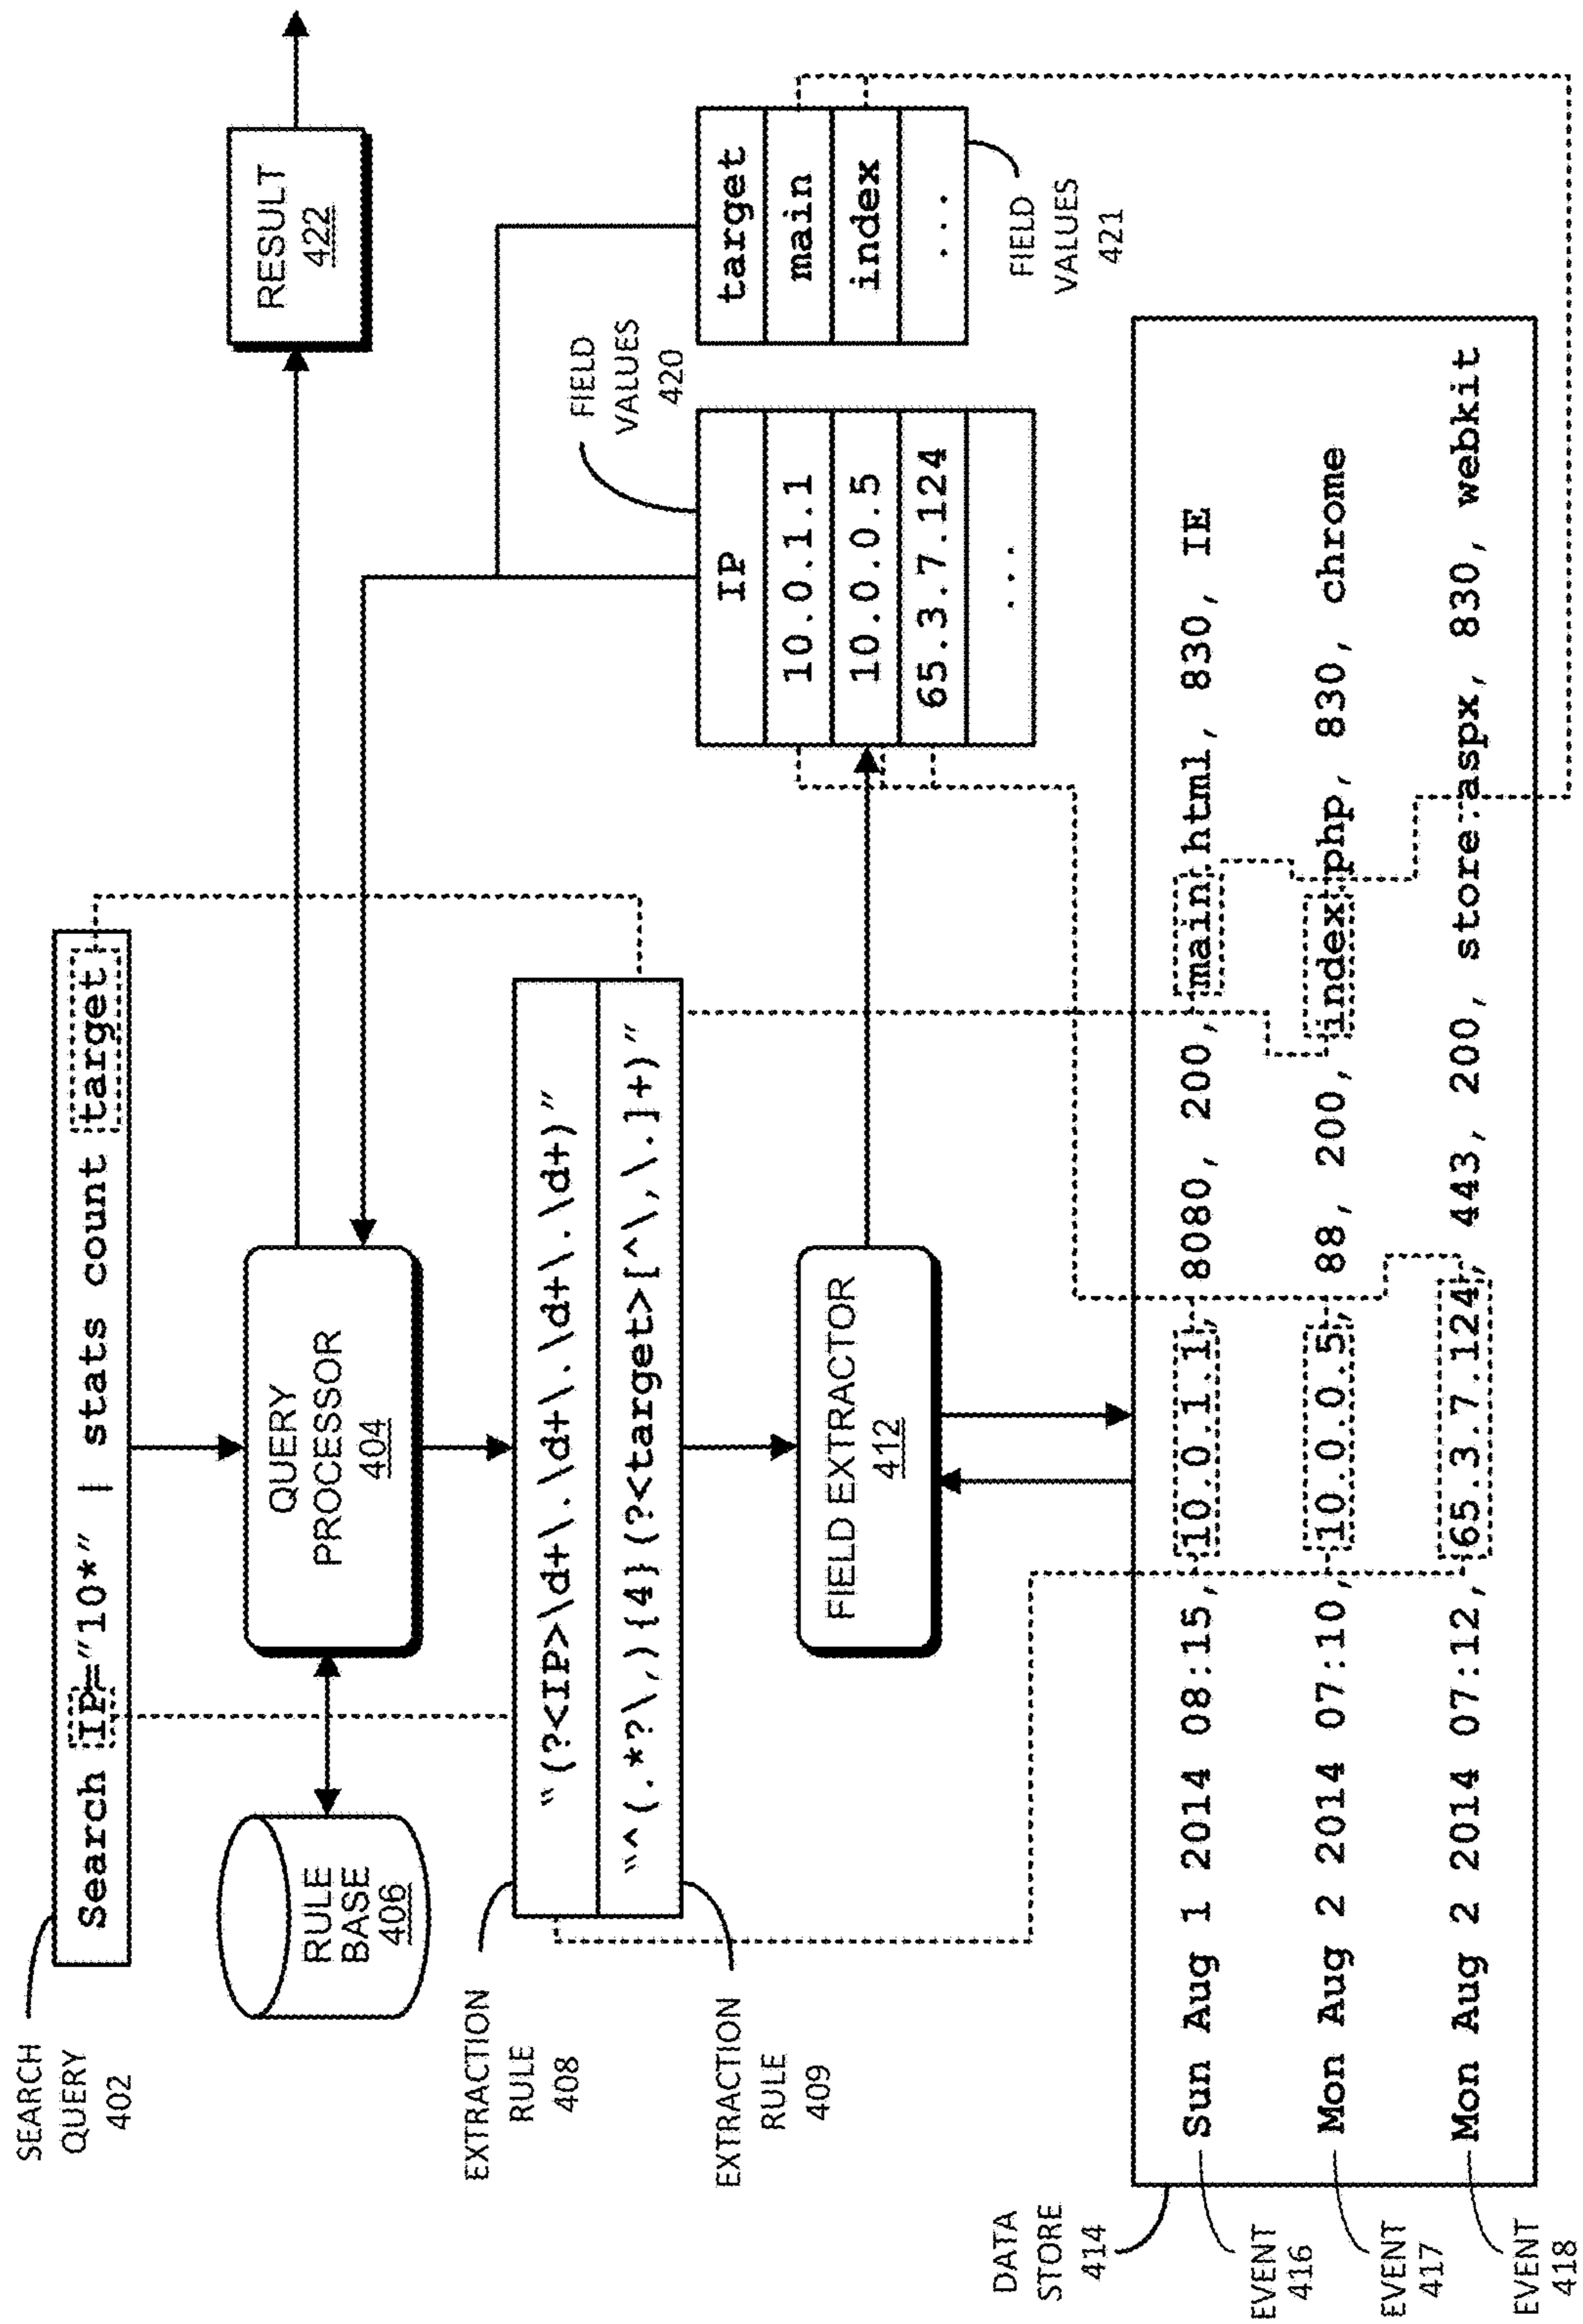 SEARCH
QUERY
402
Search IP="10*" | stats count target
RULE
BASE
406
QUERY
PROCESSOR
404
RESULT
422
EXTRACTION
RULE
408
"(?<IP>\d+\.\d+\.\d+\.\d+)"
"^(.*?\,){4}(?<target>[^\,\.]+)"
EXTRACTION
RULE
409
FIELD
VALUES
420
IP
10.0.1.1
10.0.0.5
65.3.7.124
...
target
main
index
...
FIELD
VALUES
421
FIELD EXTRACTOR
412
DATA
STORE
414
Sun Aug 1 2014 08:15, 10.0.1.1, 8080, 200, main.html, 830, IE
EVENT
416
Mon Aug 2 2014 07:10, 10.0.0.5, 88, 200, index.php, 830, chrome
EVENT
417
Mon Aug 2 2014 07:12, 65.3.7.124, 443, 200, store.aspx, 830, webkit
EVENT
418